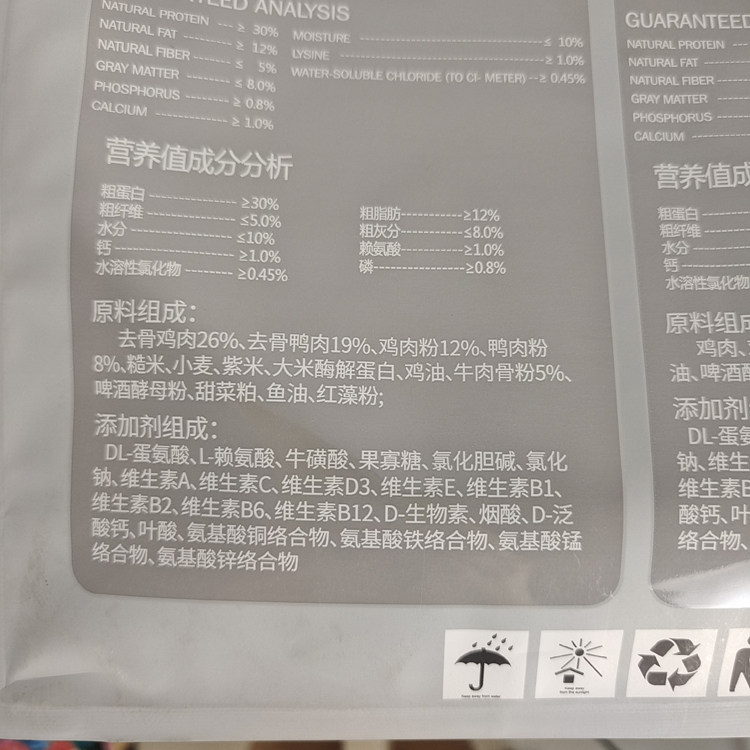 TEED ANALYSIS
NATURAL PROTEIN ≥ 30%
NATURAL FAT ≥ 12%
NATURAL FIBER ≤ 5%
GRAY MATTER ≤ 8.0%
PHOSPHORUS ≥ 0.8%
CALCIUM ≥ 1.0%
MOISTURE ≤ 10%
LYSINE ≥ 1.0%
WATER-SOLUBLE CHLORIDE (TO CI- METER) ≥ 0.45%
营养值成分分析
粗蛋白 ≥30%
粗纤维 ≤5.0%
水分 ≤10%
钙 ≥1.0%
水溶性氯化物 ≥0.45%
粗脂肪 ≥12%
粗灰分 ≤8.0%
赖氨酸 ≥1.0%
磷 ≥0.8%
原料组成：
去骨鸡肉26%、去骨鸭肉19%、鸡肉粉12%、鸭肉粉
8%、糙米、小麦、紫米、大米酶解蛋白、鸡油、牛肉骨粉5%、
啤酒酵母粉、甜菜粕、鱼油、红藻粉;
添加剂组成：
DL-蛋氨酸、L-赖氨酸、牛磺酸、果寡糖、氯化胆碱、氯化
钠、维生素A、维生素C、维生素D3、维生素E、维生素B1、
维生素B2、维生素B6、维生素B12、D-生物素、烟酸、D-泛
酸钙、叶酸、氨基酸铜络合物、氨基酸铁络合物、氨基酸锰
络合物、氨基酸锌络合物
GUARANTEED
NATURAL PROTEIN
NATURAL FAT
NATURAL FIBER
GRAY MATTER
PHOSPHORUS
CALCIUM
营养值成
粗蛋白
粗纤维
水分
钙
水溶性氯化物
原料组成
鸡肉、
油、啤酒
添加剂
DL-蛋
钠、维生
维生素B
酸钙、叶
络合物、